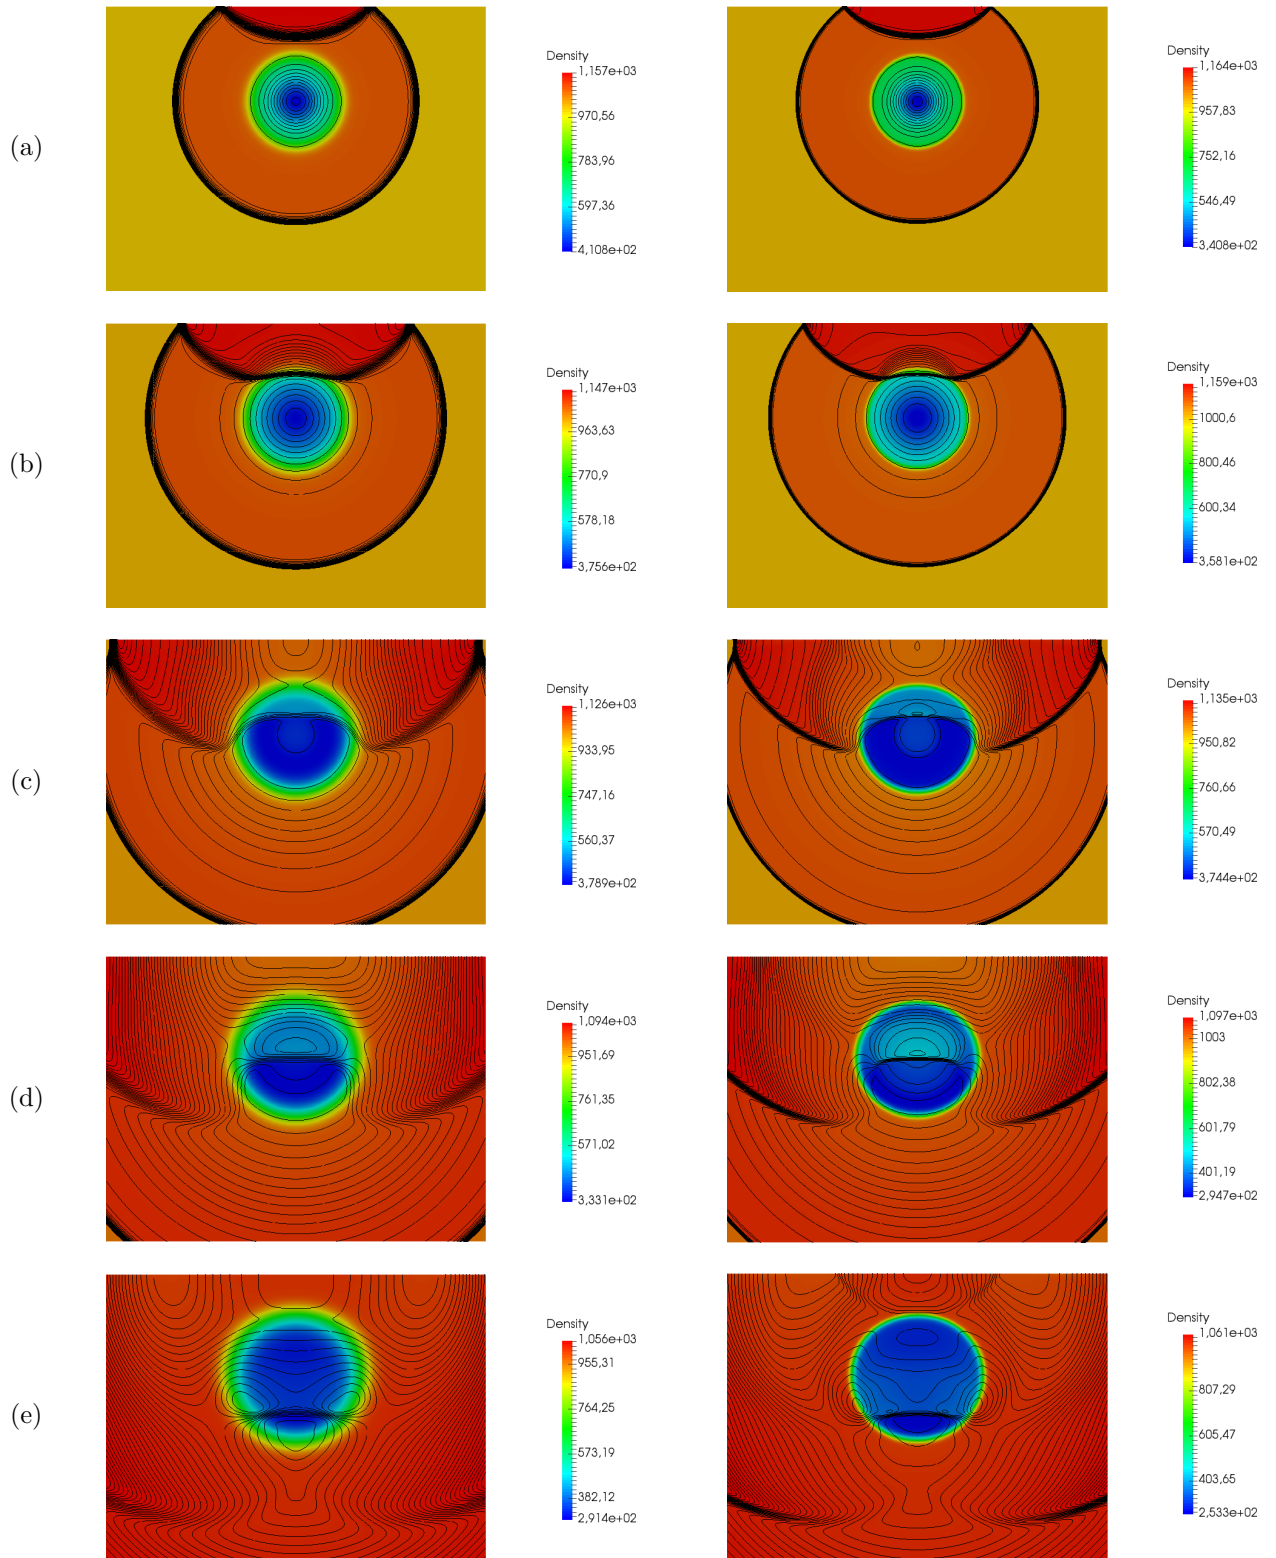 (a)
Density
1,157e+03
970,56
783,96
597,36
4,108e+02
Density
1,164e+03
957,83
752,16
546,49
3,408e+02
(b)
Density
1,147e+03
963,63
770,9
578,18
3,756e+02
Density
1,159e+03
1000,6
800,46
600,34
3,581e+02
(c)
Density
1,126e+03
933,95
747,16
560,37
3,789e+02
Density
1,135e+03
950,82
760,66
570,49
3,744e+02
(d)
Density
1,094e+03
951,69
761,35
571,02
3,331e+02
Density
1,097e+03
1003
802,38
601,79
401,19
2,947e+02
(e)
Density
1,056e+03
955,31
764,25
573,19
382,12
2,914e+02
Density
1,061e+03
807,29
605,47
403,65
2,533e+02